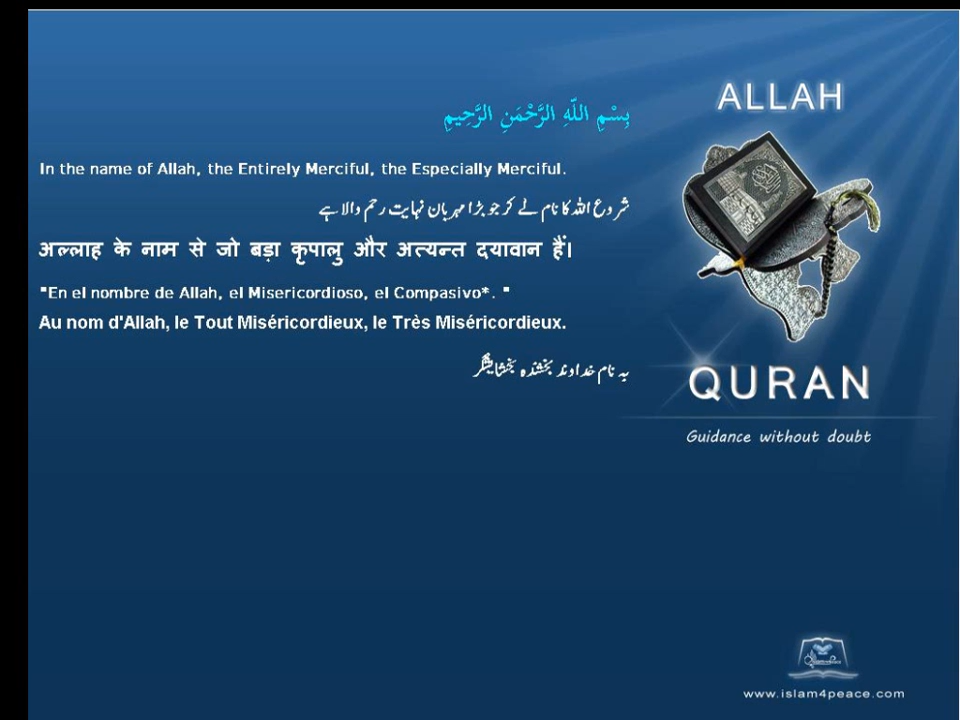 بِسْمِ اللَّهِ الرَّحْمَنِ الرَّحِيمِ
In the name of Allah, the Entirely Merciful, the Especially Merciful.
شروع اللہ کا نام لے کر جو بڑا مہربان نہایت رحم والا ہے
अल्लाह के नाम से जो बड़ा कृपालु और अत्यन्त दयावान हैं।
"En el nombre de Allah, el Misericordioso, el Compasivo*. "
Au nom d'Allah, le Tout Miséricordieux, le Très Miséricordieux.
به نام خداوند بخشنده بخشایشگر
ALLAH
QURAN
Guidance without doubt
www.islam4peace.com